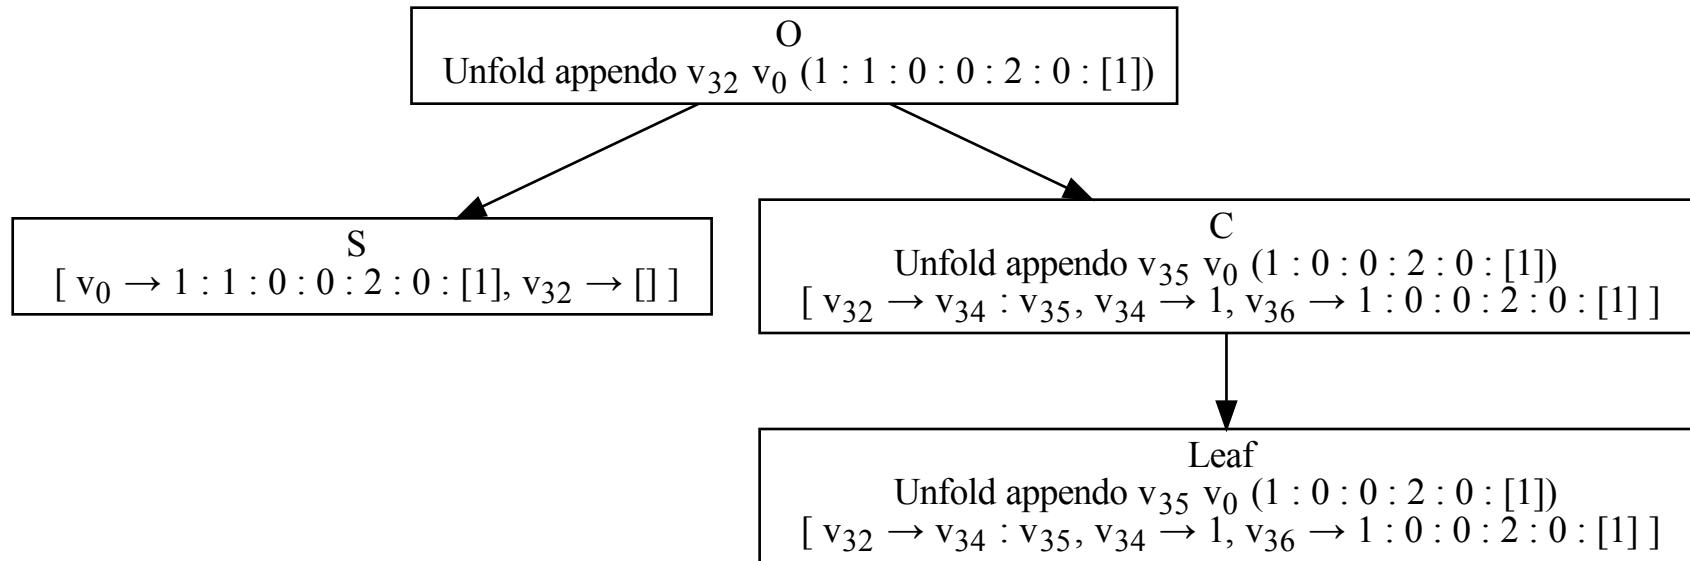 O
Unfold appendo v₃₂ v₀ (1 : 1 : 0 : 0 : 2 : 0 : [1])
S
[ v₀ → 1 : 1 : 0 : 0 : 2 : 0 : [1], v₃₂ → [] ]
C
Unfold appendo v₃₅ v₀ (1 : 0 : 0 : 2 : 0 : [1])
[ v₃₂ → v₃₄ : v₃₅, v₃₄ → 1, v₃₆ → 1 : 0 : 0 : 2 : 0 : [1] ]
Leaf
Unfold appendo v₃₅ v₀ (1 : 0 : 0 : 2 : 0 : [1])
[ v₃₂ → v₃₄ : v₃₅, v₃₄ → 1, v₃₆ → 1 : 0 : 0 : 2 : 0 : [1] ]